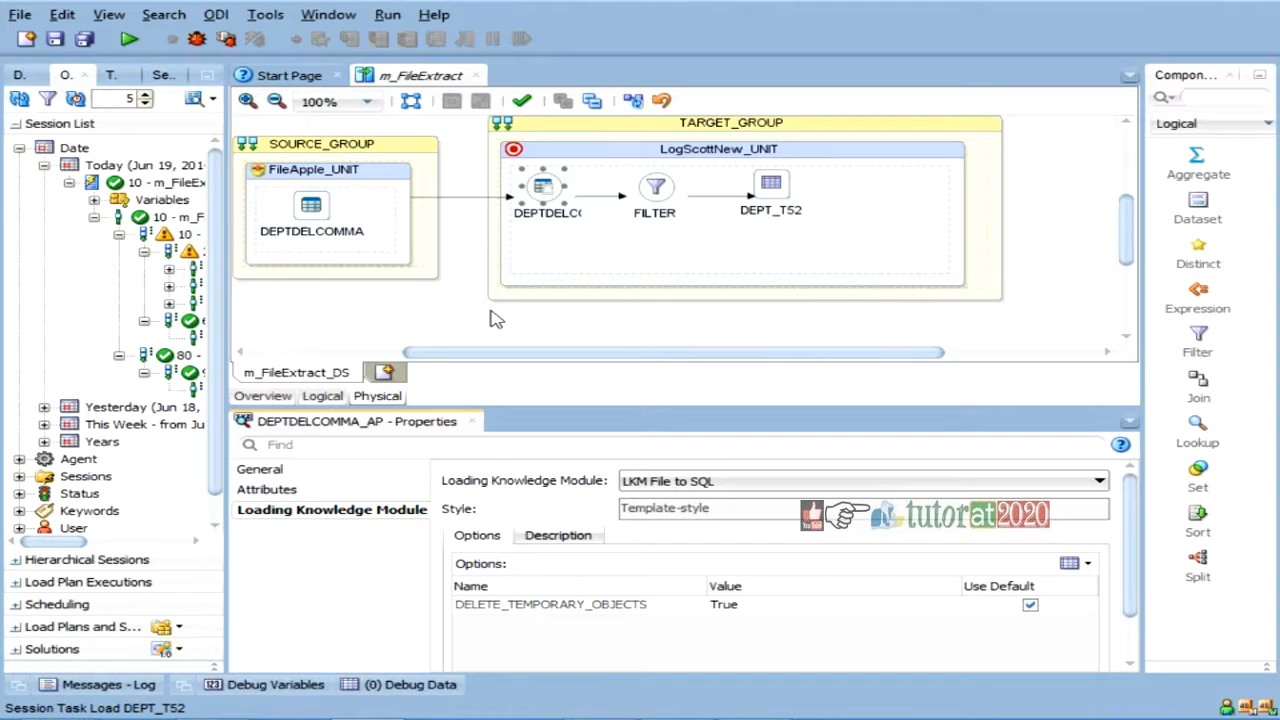 File Edit View Search ODI Tools Window Run Help
5
D. O. T. Se..
Start Page m_FileExtract
Compon...
100%
Session List
Date
Today (Jun 19, 201
10 - m_FileEx
Variables
10 - m_F
10 -
80 -
Yesterday (Jun 18,
This Week - from Ju
Years
Agent
Sessions
Status
Keywords
User
Hierarchical Sessions
Load Plan Executions
Scheduling
Load Plans and S...
Solutions
SOURCE_GROUP
FileApple_UNIT
DEPTDELCOMMA
TARGET_GROUP
LogScottNew_UNIT
DEPTDELC
FILTER
DEPT_T52
m_FileExtract_DS
Overview Logical Physical
DEPTDELCOMMA_AP - Properties
Find
General
Attributes
Loading Knowledge Module
Loading Knowledge Module: LKM File to SQL
Style: Template-style
tutorat2020
Options Description
Options:
Name Value Use Default
DELETE_TEMPORARY_OBJECTS True
Logical
Aggregate
Dataset
Distinct
Expression
Filter
Join
Lookup
Set
Sort
Split
Messages - Log Debug Variables (0) Debug Data
Session Task Load DEPT_T52